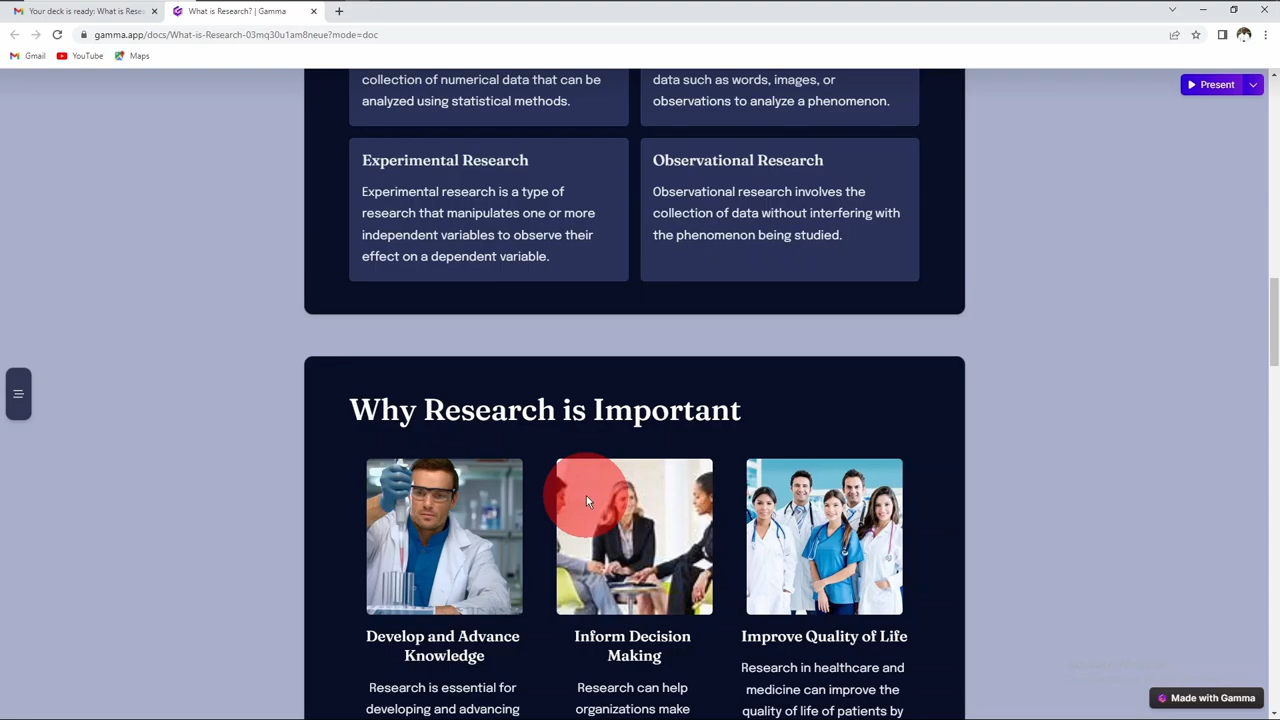 Your deck is ready: What is Rese
What is Research? | Gamma
gamma.app/docs/What-is-Research-03mq30u1am8neue?mode=doc
Gmail
YouTube
Maps
Present
collection of numerical data that can be
analyzed using statistical methods.
data such as words, images, or
observations to analyze a phenomenon.
Experimental Research
Experimental research is a type of
research that manipulates one or more
independent variables to observe their
effect on a dependent variable.
Observational Research
Observational research involves the
collection of data without interfering with
the phenomenon being studied.
Why Research is Important
Develop and Advance
Knowledge
Research is essential for
developing and advancing
Inform Decision
Making
Research can help
organizations make
Improve Quality of Life
Research in healthcare and
medicine can improve the
quality of life of patients by
Made with Gamma